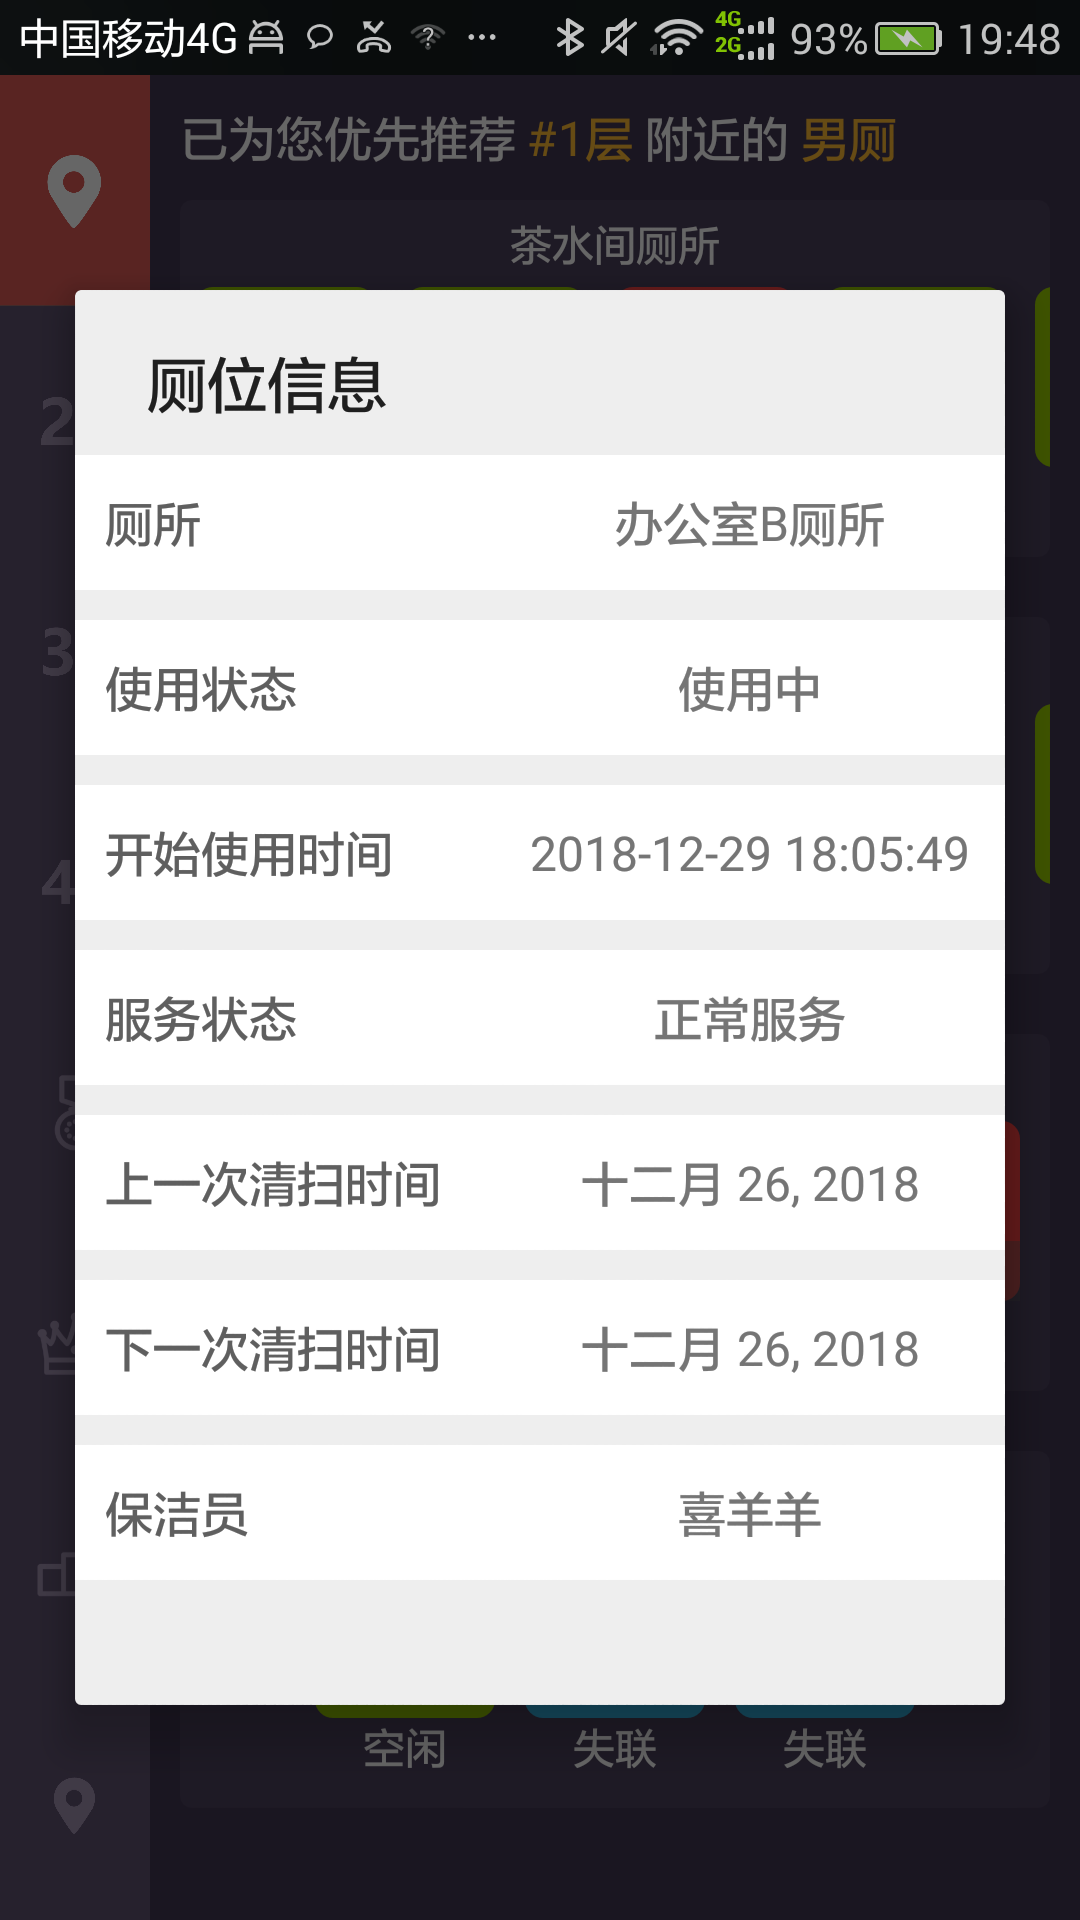 中国移动4G 4G 2G 93% 19:48
已为您优先推荐 #1层 附近的 男厕
茶水间厕所
2
3
4
厕位信息
厕所 办公室B厕所
使用状态 使用中
开始使用时间 2018-12-29 18:05:49
服务状态 正常服务
上一次清扫时间 十二月 26, 2018
下一次清扫时间 十二月 26, 2018
保洁员 喜羊羊
空闲 失联 失联